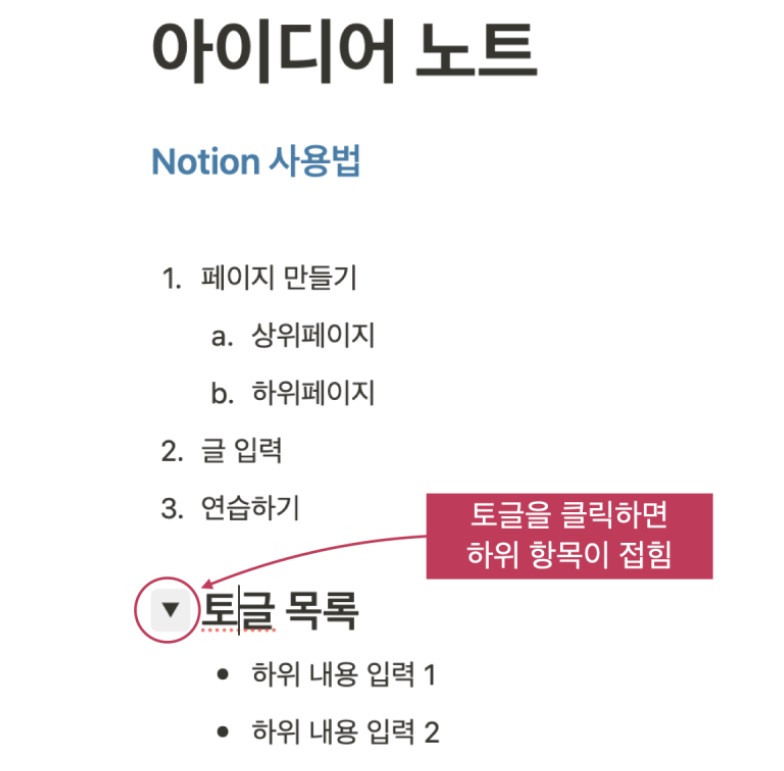 아이디어 노트
Notion 사용법
1. 페이지 만들기
a. 상위페이지
b. 하위페이지
2. 글 입력
3. 연습하기
토글을 클릭하면
하위 항목이 접힘
▼ 토글 목록
• 하위 내용 입력 1
• 하위 내용 입력 2